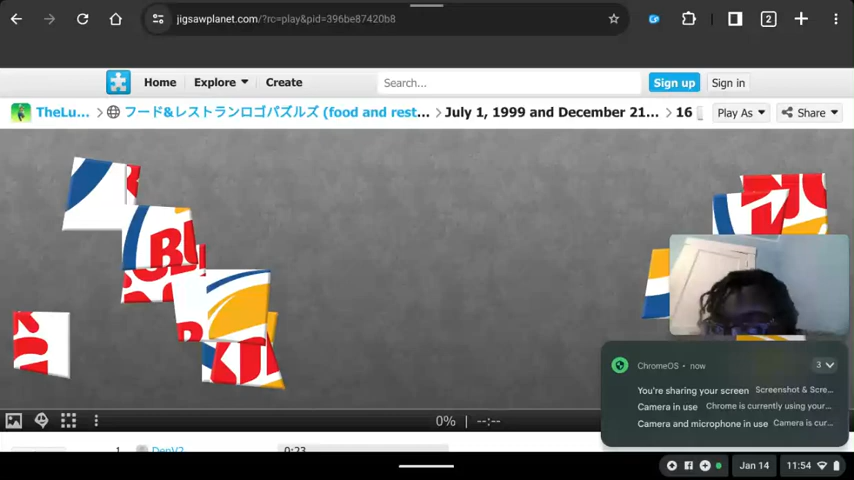 jigsawplanet.com/?rc=play&pid=396be87420b8
2
Home Explore Create Search... Sign up Sign in
TheLu... フード&レストランロゴパズルズ (food and rest... July 1, 1999 and December 21... 16 Play As Share
BU
ChromeOS • now 3
You're sharing your screen Screenshot & Scre...
Camera in use Chrome is currently using your...
Camera and microphone in use Camera is cur...
0% --:--
1 DenV2 0:23
Jan 14 11:54